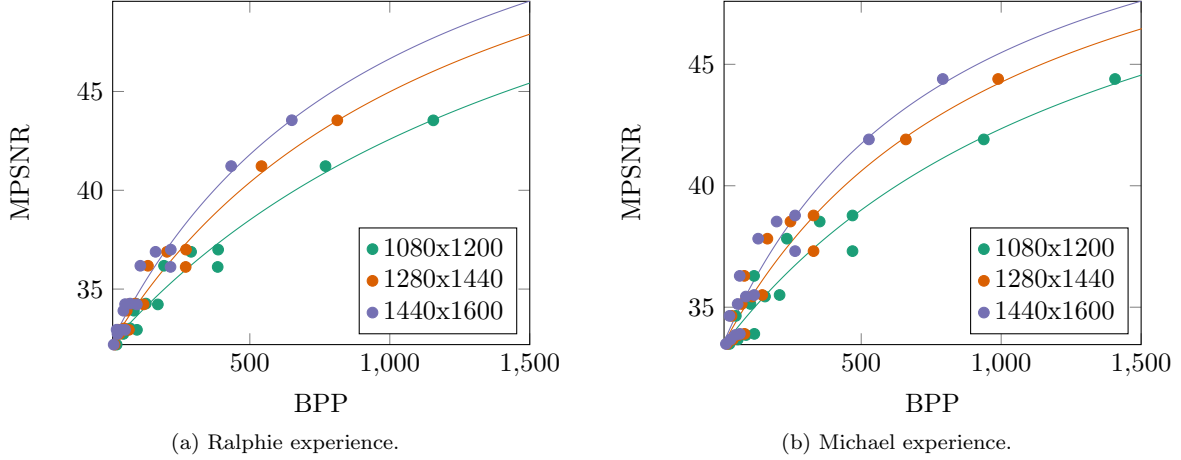 45
40
35
MPSNR
500
1,000
1,500
BPP
1080x1200
1280x1440
1440x1600
(a) Ralphie experience.
45
40
35
MPSNR
500
1,000
1,500
BPP
1080x1200
1280x1440
1440x1600
(b) Michael experience.